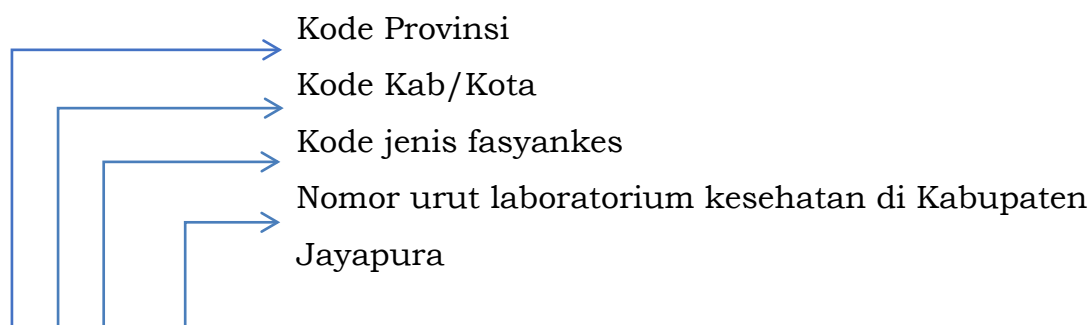 Kode Provinsi
Kode Kab/Kota
Kode jenis fasyankes
Nomor urut laboratorium kesehatan di Kabupaten
Jayapura